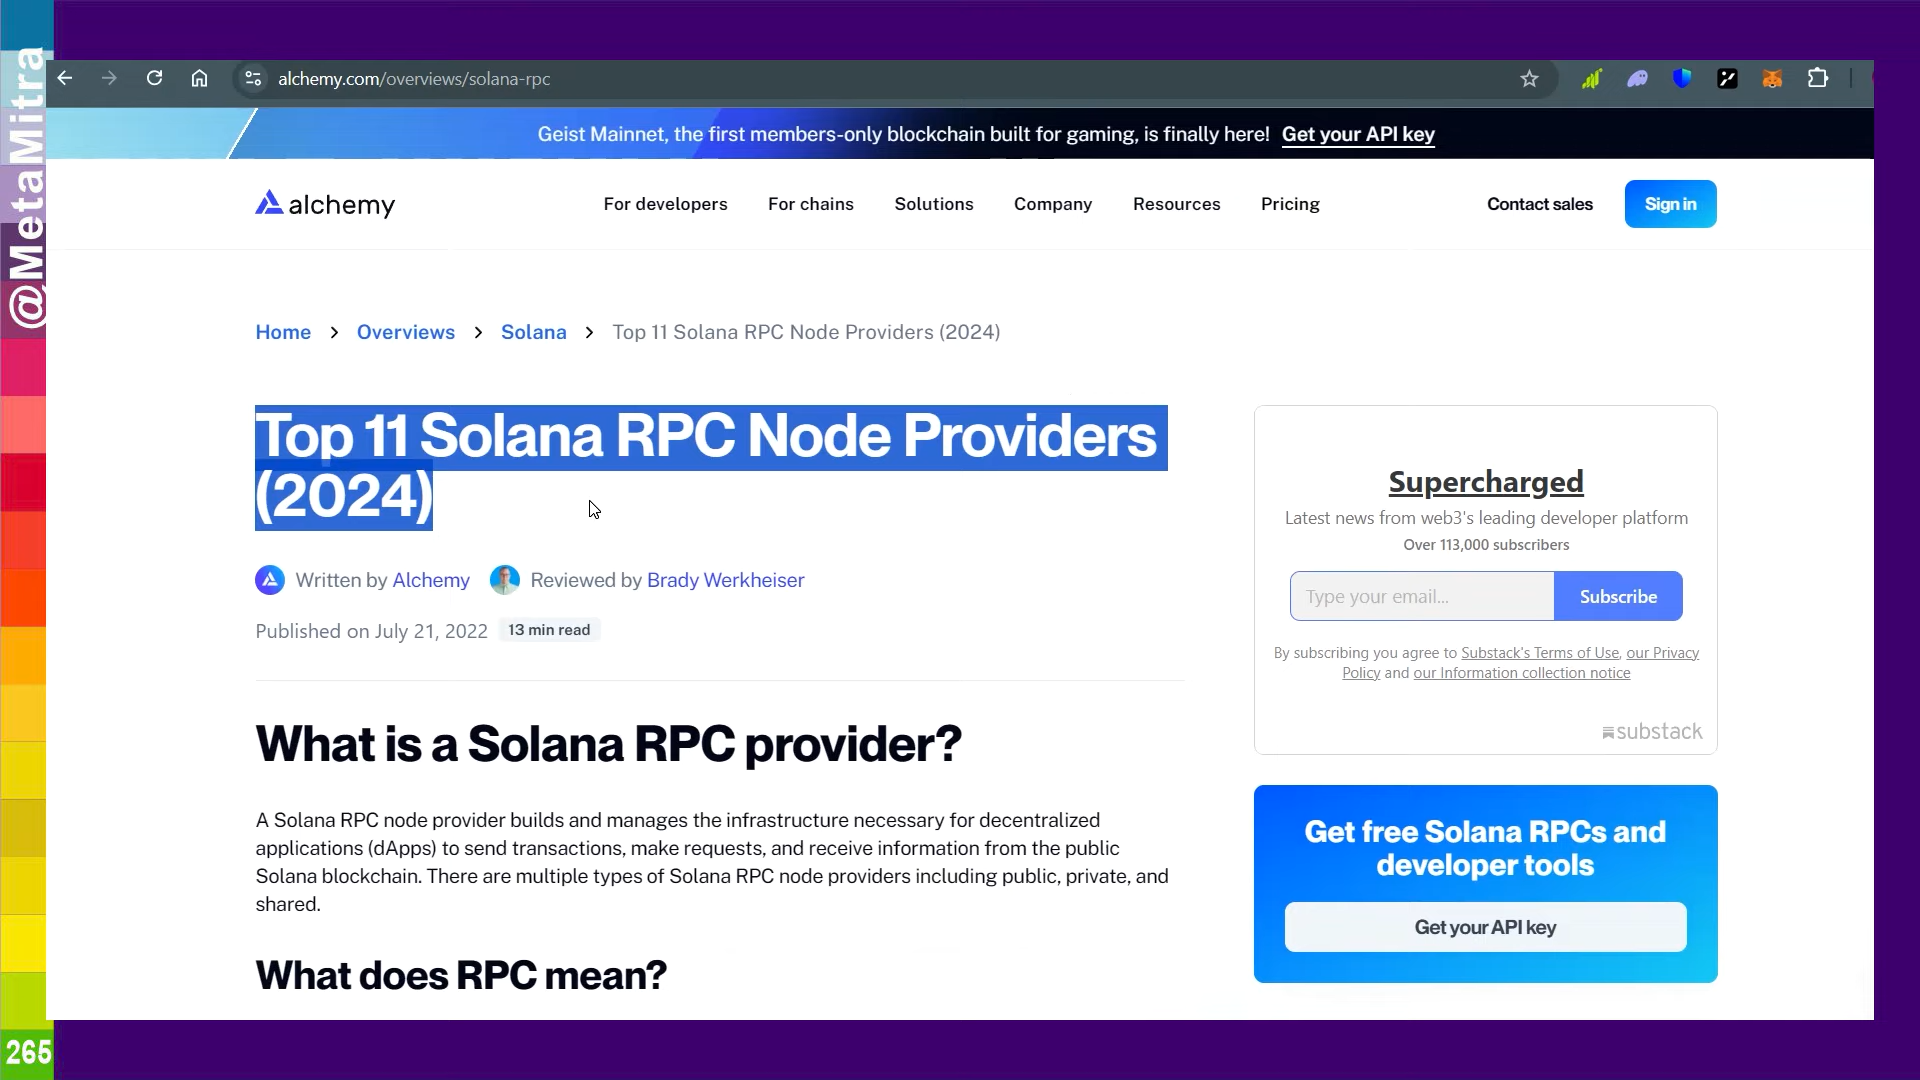 @MetaMitra
alchemy.com/overviews/solana-rpc
Geist Mainnet, the first members-only blockchain built for gaming, is finally here! Get your API key
alchemy
For developers
For chains
Solutions
Company
Resources
Pricing
Contact sales
Sign in
Home > Overviews > Solana > Top 11 Solana RPC Node Providers (2024)
Top 11 Solana RPC Node Providers
(2024)
Written by Alchemy
Reviewed by Brady Werkheiser
Published on July 21, 2022
13 min read
What is a Solana RPC provider?
A Solana RPC node provider builds and manages the infrastructure necessary for decentralized
applications (dApps) to send transactions, make requests, and receive information from the public
Solana blockchain. There are multiple types of Solana RPC node providers including public, private, and
shared.
What does RPC mean?
Supercharged
Latest news from web3's leading developer platform
Over 113,000 subscribers
Type your email...
Subscribe
By subscribing you agree to Substack's Terms of Use, our Privacy
Policy and our Information collection notice
substack
Get free Solana RPCs and
developer tools
Get your API key
265